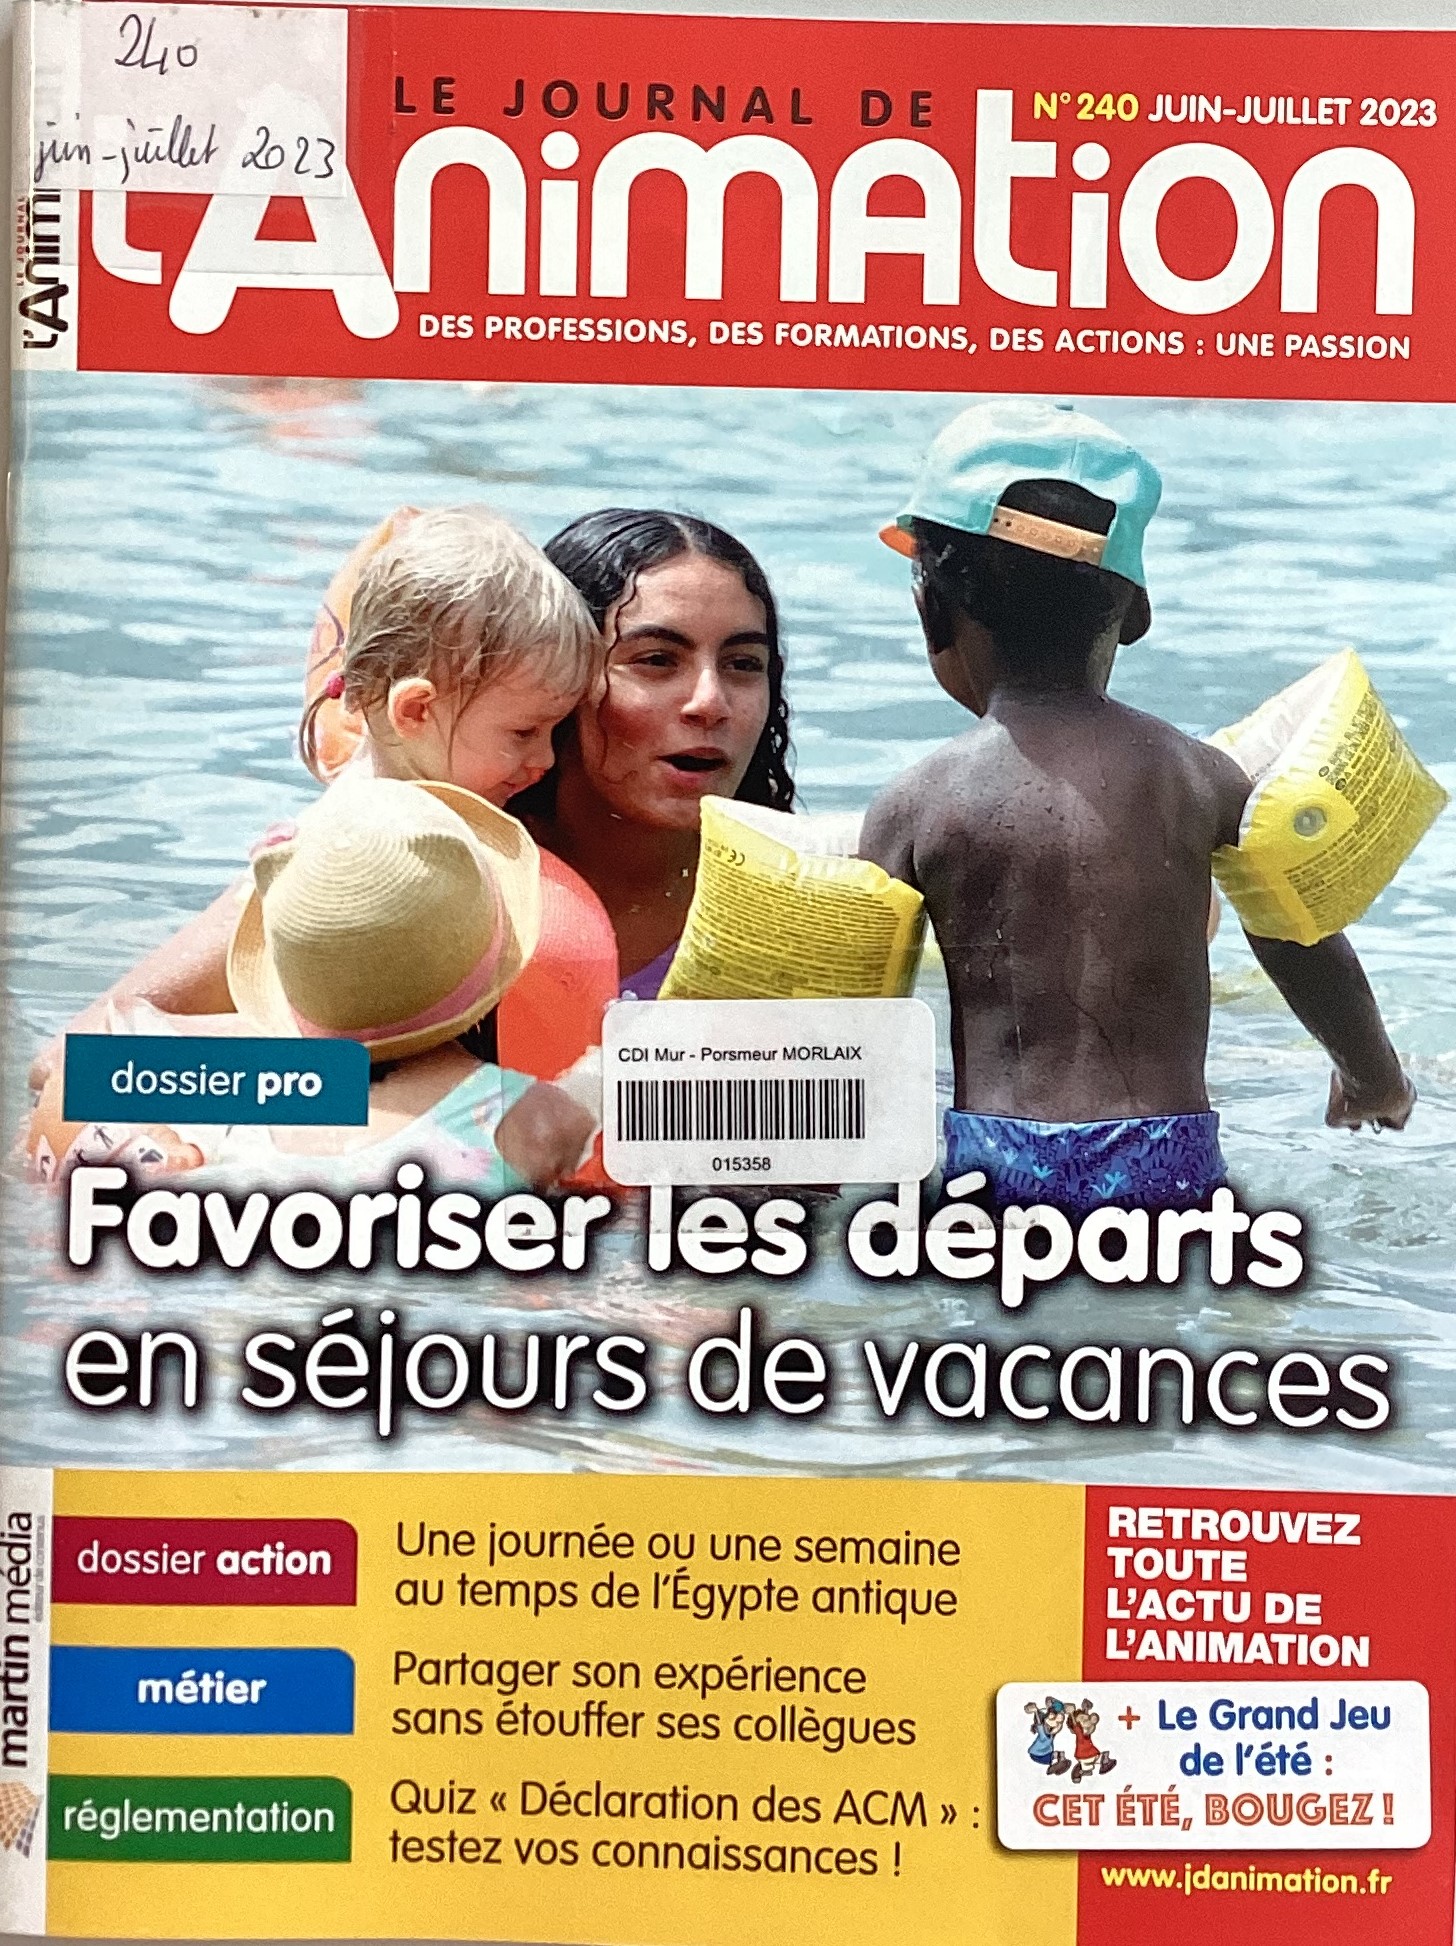 240
juin-juillet 2023
LE JOURNAL DE
N° 240 JUIN-JUILLET 2023
l'Animation
DES PROFESSIONS, DES FORMATIONS, DES ACTIONS : UNE PASSION
CDI Mur - Porsmeur MORLAIX
015358
dossier pro
Favoriser les départs
en séjours de vacances
dossier action
Une journée ou une semaine
au temps de l'Égypte antique
métier
Partager son expérience
sans étouffer ses collègues
réglementation
Quiz « Déclaration des ACM » :
testez vos connaissances !
RETROUVEZ
TOUTE
L'ACTU DE
L'ANIMATION
+ Le Grand Jeu
de l'été :
CET ÉTÉ, BOUGEZ !
www.jdanimation.fr
LE JOURNAL
l'Anim
martin média